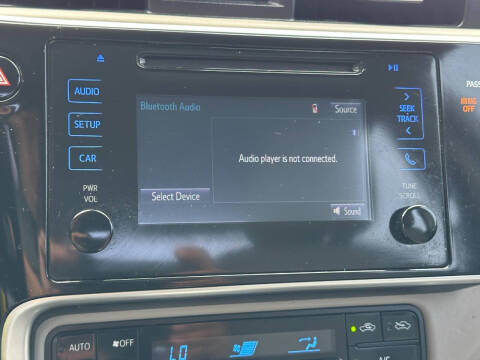 AUDIO
SETUP
CAR
PWR
VOL
Bluetooth Audio
Source
Audio player is not connected.
Select Device
Sound
SEEK
TRACK
TUNE
SCROLL
PASS
OFF
AUTO
OFF
LO
A/C